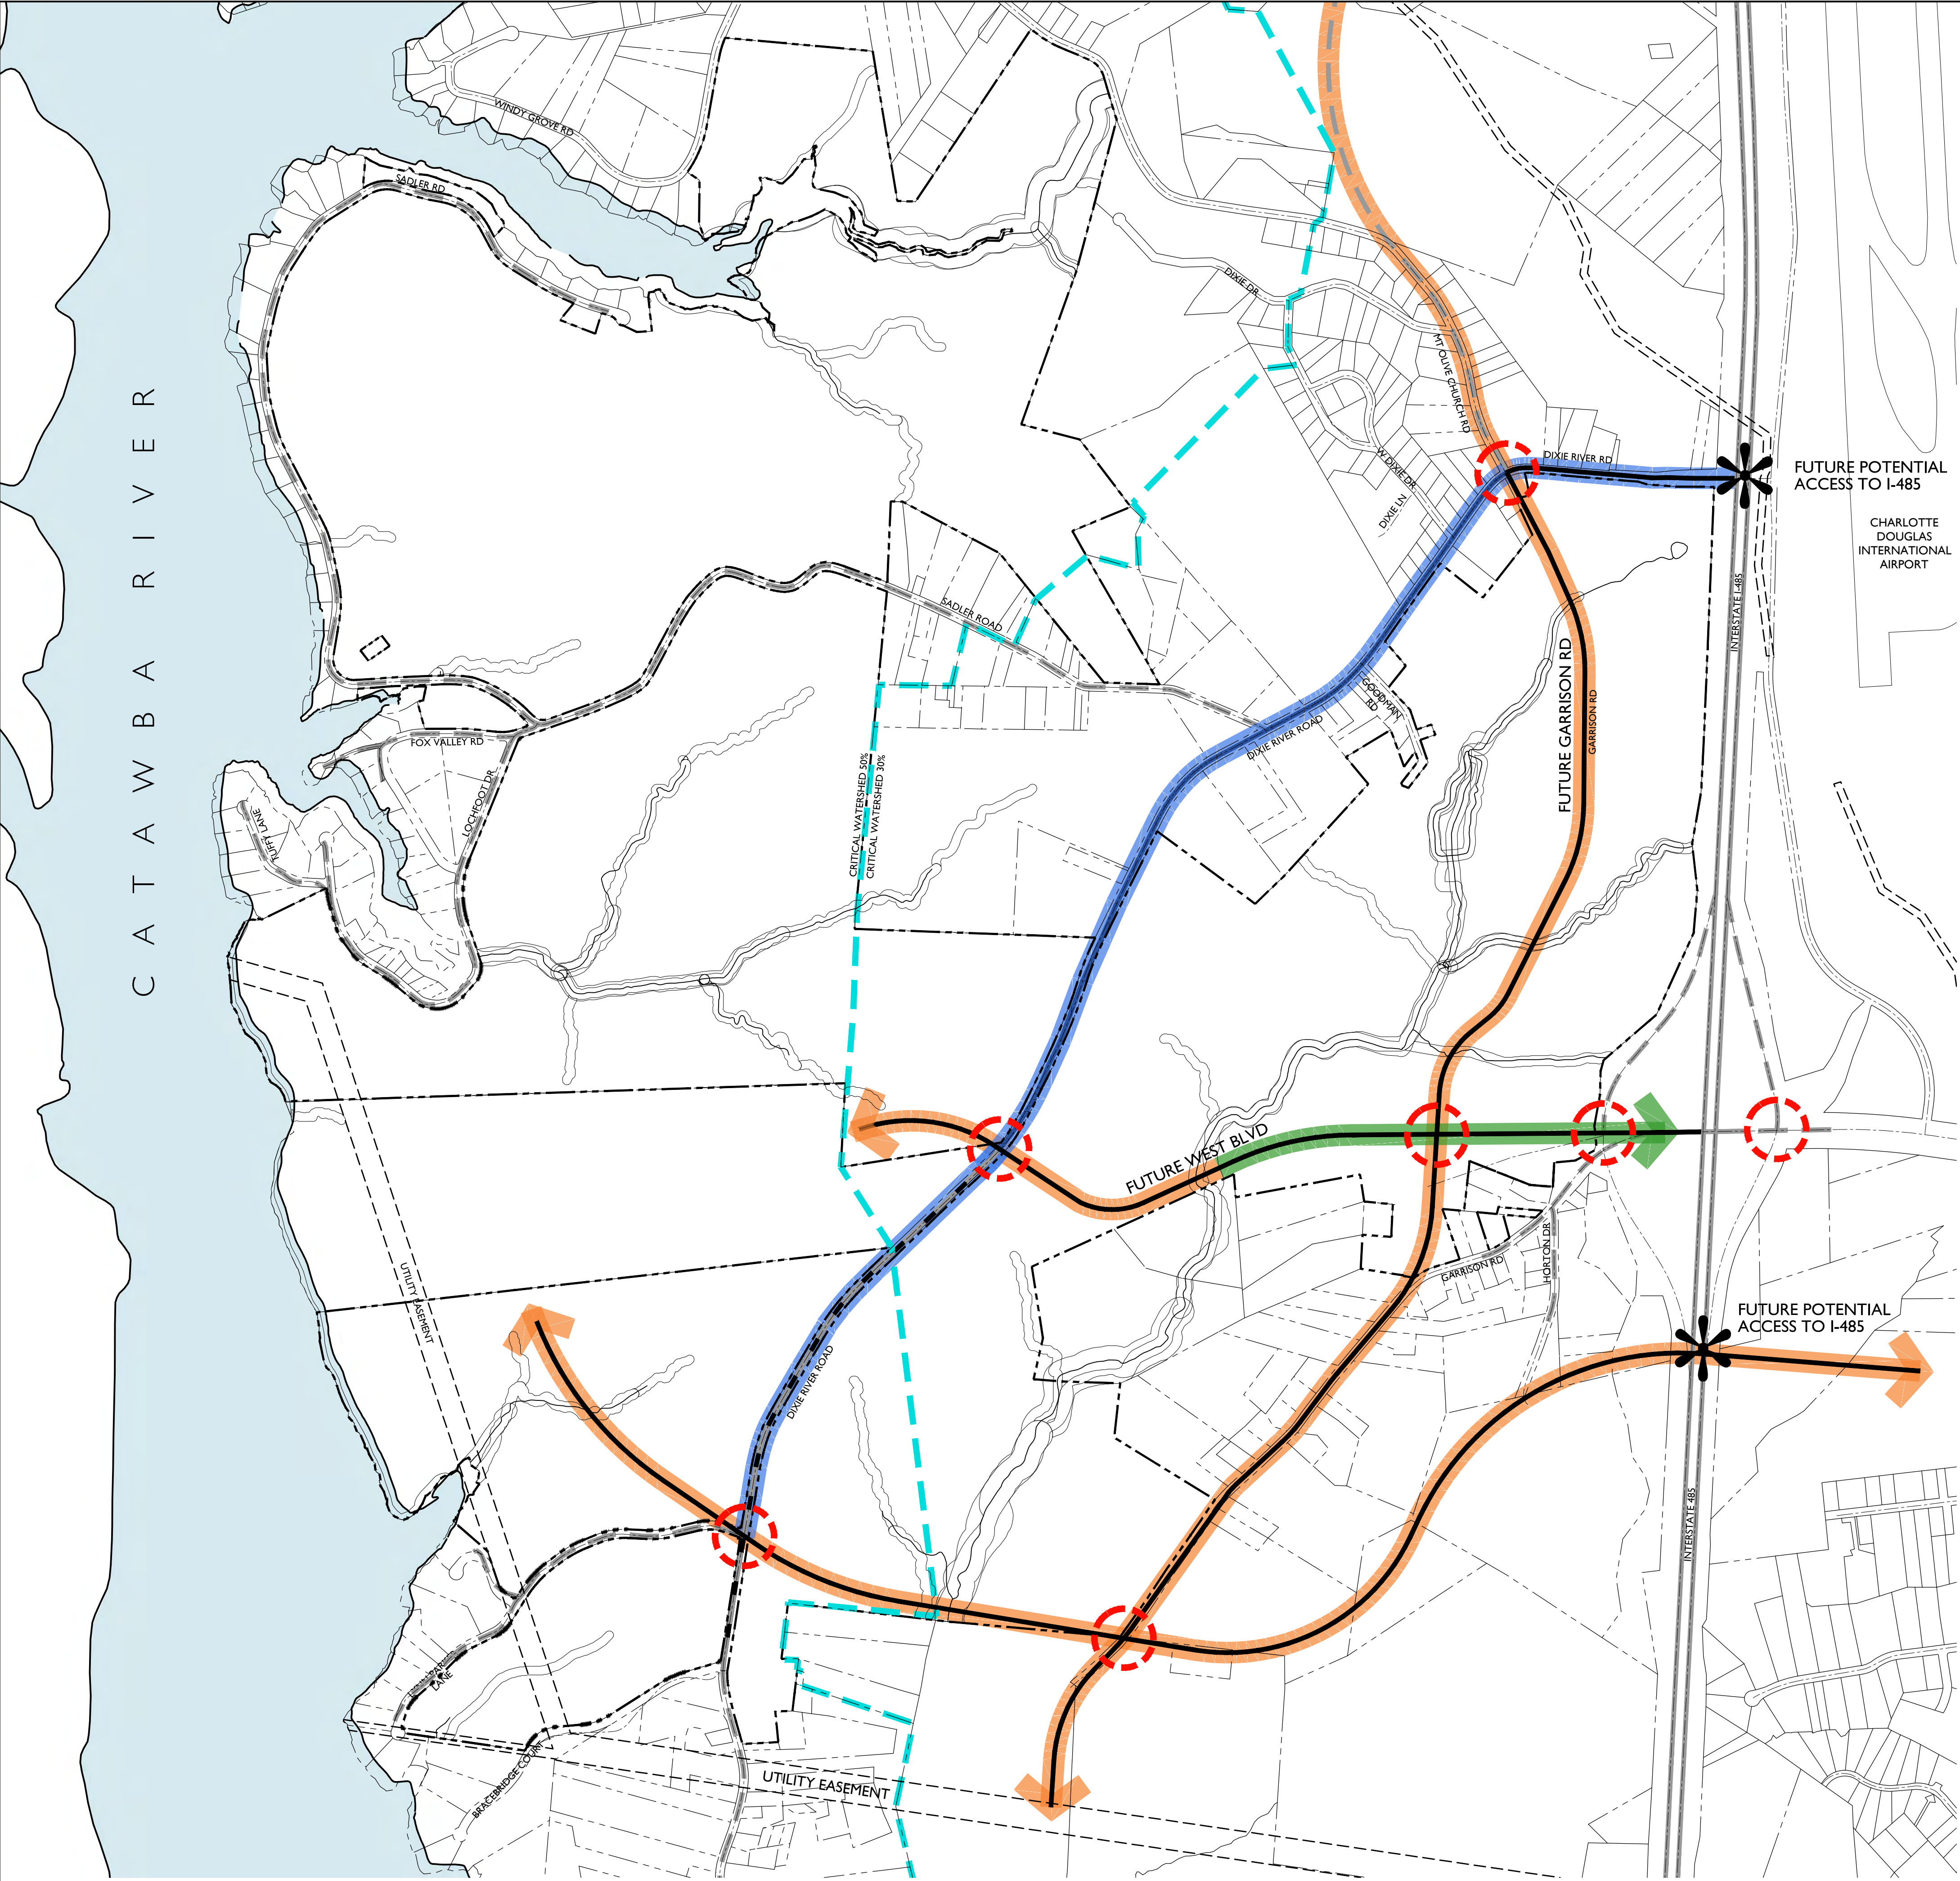 WINDY GROVE RD
SADLER RD
DIXIE DR
MT OLIVE CHURCH RD
CATAWBA RIVER
W DIXIE DR
DIXIE LN
DIXIE RIVER RD
FUTURE POTENTIAL
ACCESS TO I-485
CHARLOTTE
DOUGLAS
INTERNATIONAL
AIRPORT
INTERSTATE I-485
SADLER ROAD
GOODMAN
RD
FUTURE GARRISON RD
GARRISON RD
DIXIE RIVER ROAD
FOX VALLEY RD
LOCHFOOT DR
TUFFY LANE
CRITICAL WATERSHED 50%
CRITICAL WATERSHED 30%
FUTURE WEST BLVD
HORTON DR
GARRISON RD
UTILITY EASEMENT
FUTURE POTENTIAL
ACCESS TO I-485
DIXIE RIVER ROAD
INTERSTATE 485
LANE
BRACEBRIDGE COURT
UTILITY EASEMENT